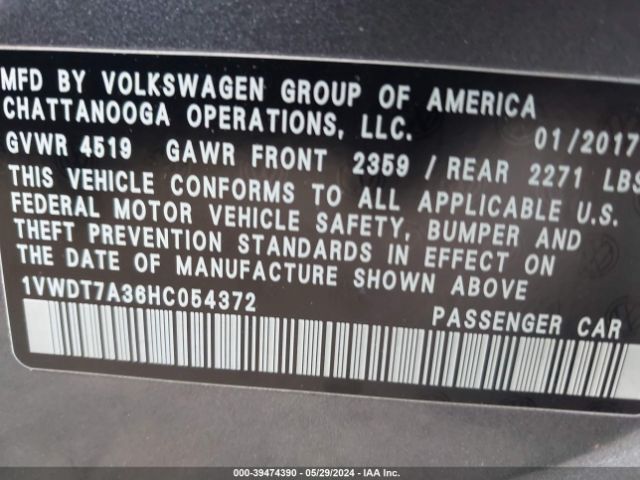 MFD BY VOLKSWAGEN GROUP OF AMERICA
CHATTANOOGA OPERATIONS, LLC. 01/2017
GVWR 4519 GAWR FRONT 2359 / REAR 2271 LBS
THIS VEHICLE CONFORMS TO ALL APPLICABLE U.S.
FEDERAL MOTOR VEHICLE SAFETY, BUMPER AND
THEFT PREVENTION STANDARDS IN EFFECT ON
THE DATE OF MANUFACTURE SHOWN ABOVE
1VWDT7A36HC054372 PASSENGER CAR
000-39474390 - 05/29/2024 - IAA Inc.